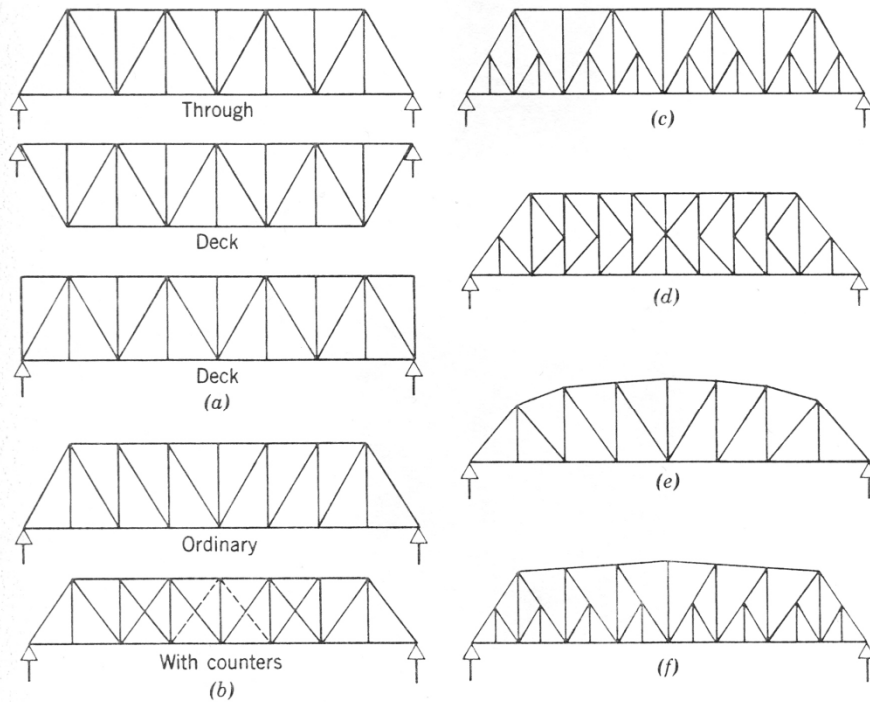 Through
Deck
Deck
(a)
Ordinary
With counters
(b)
(c)
(d)
(e)
(f)